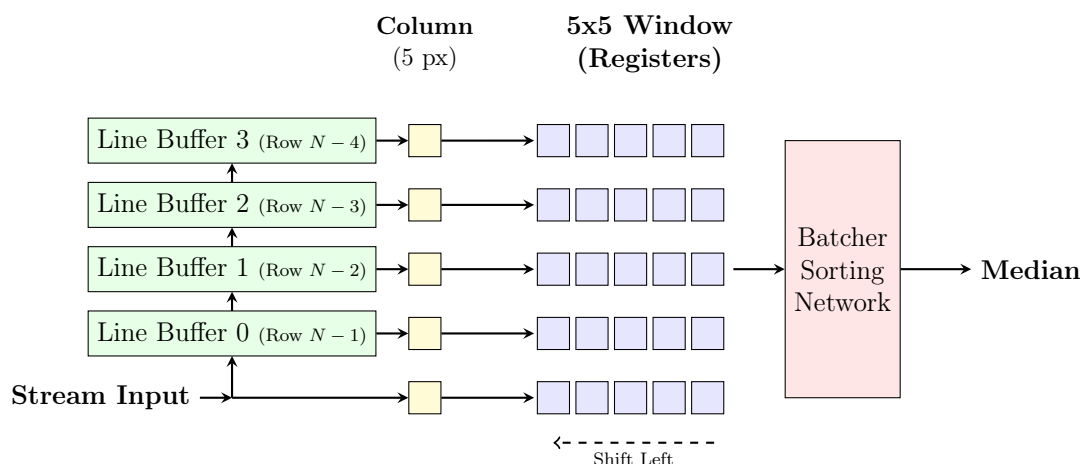 Column
(5 px)
5x5 Window
(Registers)
Line Buffer 3 (Row N − 4)
Line Buffer 2 (Row N − 3)
Line Buffer 1 (Row N − 2)
Line Buffer 0 (Row N − 1)
Stream Input
Batcher
Sorting
Network
Median
Shift Left